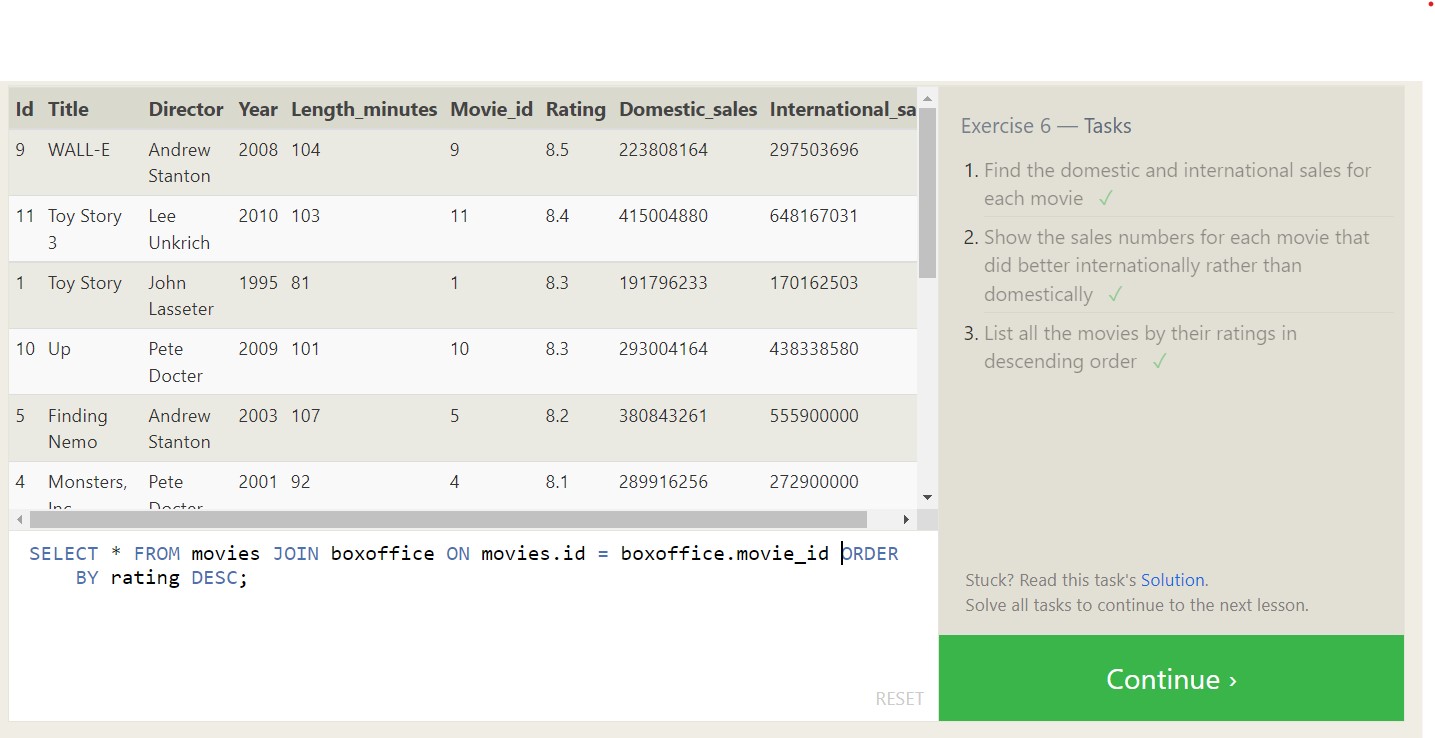 Id Title Director Year Length_minutes Movie_id Rating Domestic_sales International_sa
9 WALL-E Andrew Stanton 2008 104 9 8.5 223808164 297503696
11 Toy Story 3 Lee Unkrich 2010 103 11 8.4 415004880 648167031
1 Toy Story John Lasseter 1995 81 1 8.3 191796233 170162503
10 Up Pete Docter 2009 101 10 8.3 293004164 438338580
5 Finding Nemo Andrew Stanton 2003 107 5 8.2 380843261 555900000
4 Monsters, Inc. Pete Docter 2001 92 4 8.1 289916256 272900000
SELECT * FROM movies JOIN boxoffice ON movies.id = boxoffice.movie_id ORDER
BY rating DESC;
RESET
Exercise 6 — Tasks
1. Find the domestic and international sales for
each movie ✓
2. Show the sales numbers for each movie that
did better internationally rather than
domestically ✓
3. List all the movies by their ratings in
descending order ✓
Stuck? Read this task's Solution.
Solve all tasks to continue to the next lesson.
Continue ›